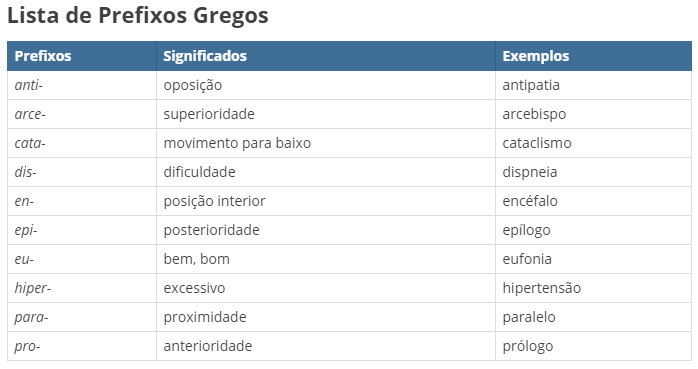 Lista de Prefixos Gregos
Prefixos Significados Exemplos
anti- oposição antipatia
arce- superioridade arcebispo
cata- movimento para baixo cataclismo
dis- dificuldade dispneia
en- posição interior encéfalo
epi- posterioridade epílogo
eu- bem, bom eufonia
hiper- excessivo hipertensão
para- proximidade paralelo
pro- anterioridade prólogo